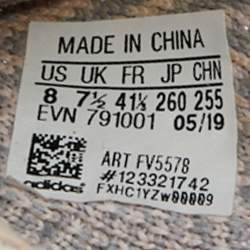 MADE IN CHINA
US UK FR JP CHN
8 7½ 41⅓ 260 255
EVN 791001 05/19
ART FV5578
#123321742
adidas FXHC1YZw00009